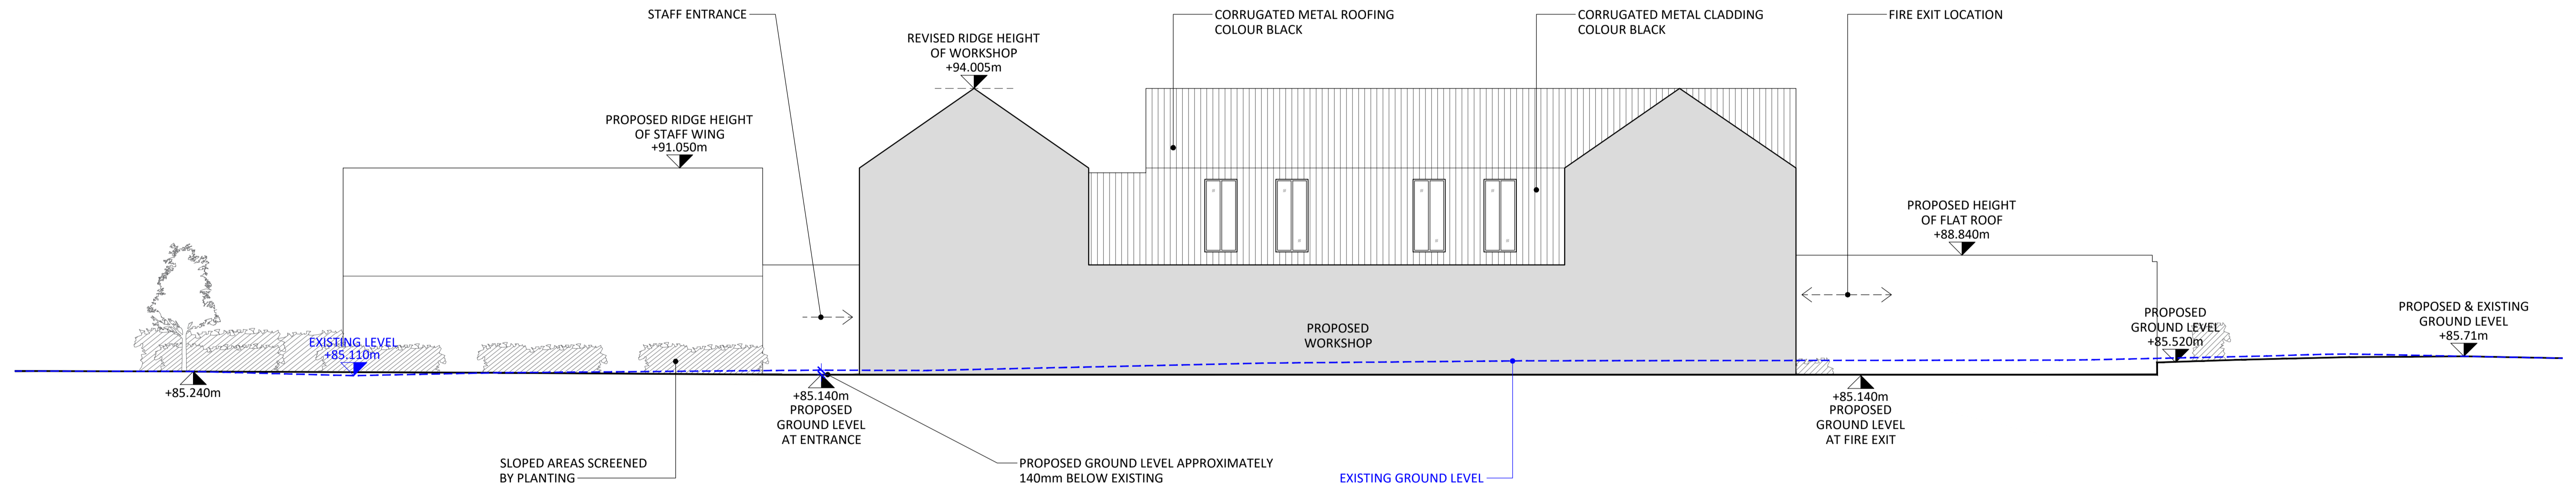 STAFF ENTRANCE
CORRUGATED METAL ROOFING
COLOUR BLACK
CORRUGATED METAL CLADDING
COLOUR BLACK
FIRE EXIT LOCATION
REVISED RIDGE HEIGHT
OF WORKSHOP
+94.005m
PROPOSED RIDGE HEIGHT
OF STAFF WING
+91.050m
PROPOSED HEIGHT
OF FLAT ROOF
+88.840m
PROPOSED
GROUND LEVEL
+85.520m
PROPOSED & EXISTING
GROUND LEVEL
+85.71m
PROPOSED
WORKSHOP
EXISTING LEVEL
+85.110m
+85.240m
+85.140m
PROPOSED
GROUND LEVEL
AT ENTRANCE
+85.140m
PROPOSED
GROUND LEVEL
AT FIRE EXIT
SLOPED AREAS SCREENED
BY PLANTING
PROPOSED GROUND LEVEL APPROXIMATELY
140mm BELOW EXISTING
EXISTING GROUND LEVEL